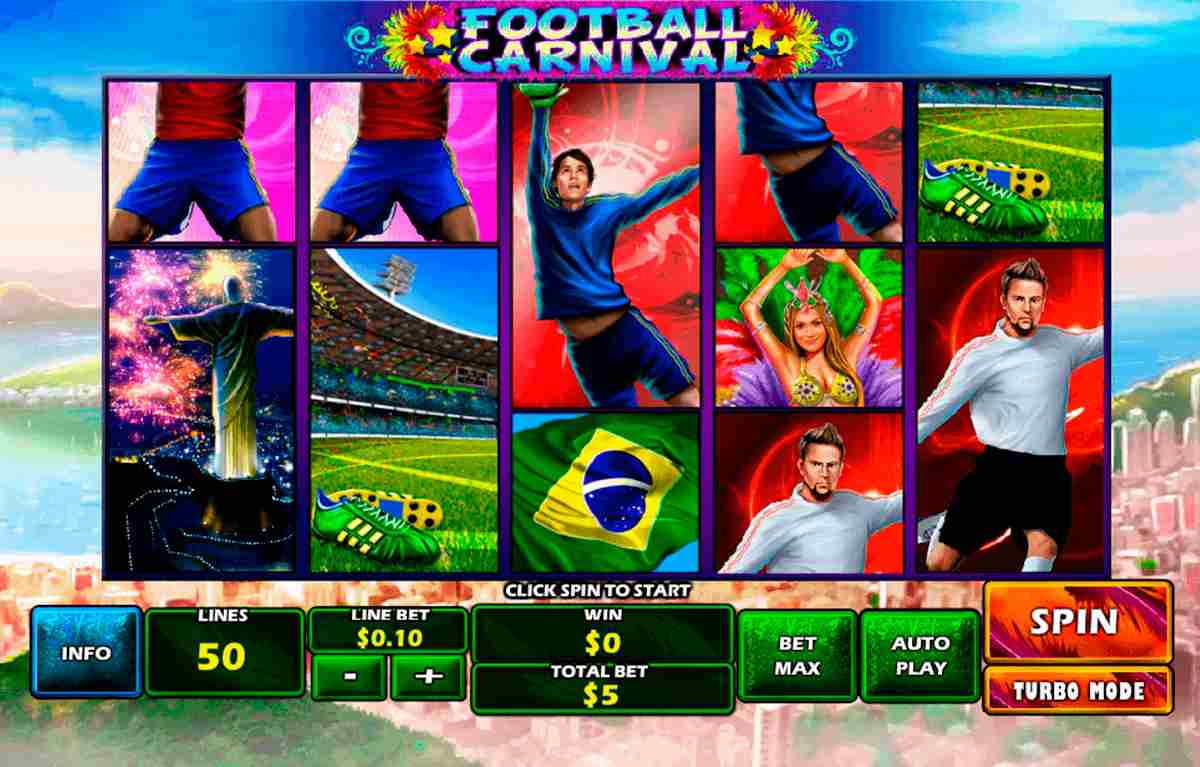 FOOTBALL
CARNIVAL
CLICK SPIN TO START
INFO
LINES
50
LINE BET
$0.10
-
+
WIN
$0
TOTAL BET
$5
BET
MAX
AUTO
PLAY
SPIN
TURBO MODE